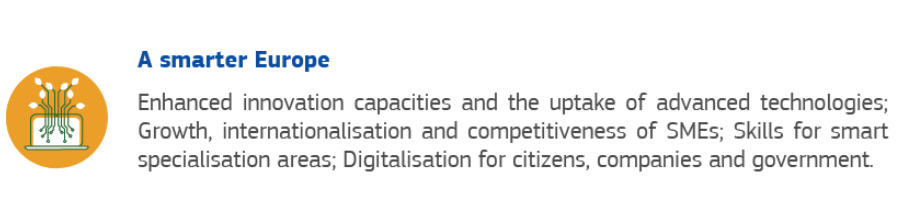 A smarter Europe
Enhanced innovation capacities and the uptake of advanced technologies;
Growth, internationalisation and competitiveness of SMEs; Skills for smart
specialisation areas; Digitalisation for citizens, companies and government.